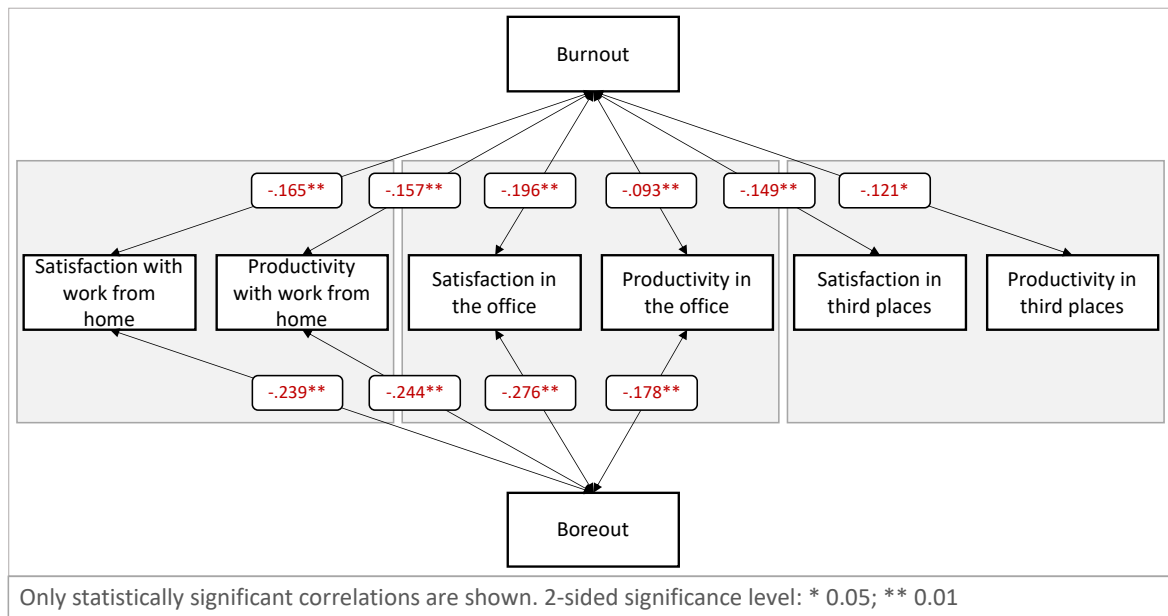 Burnout
-.165**
-.157**
-.196**
-.093**
-.149**
-.121*
Satisfaction with
work from
home
Productivity
with work from
home
Satisfaction in
the office
Productivity in
the office
Satisfaction in
third places
Productivity in
third places
-.239**
-.244**
-.276**
-.178**
Boreout
Only statistically significant correlations are shown. 2-sided significance level: * 0.05; ** 0.01